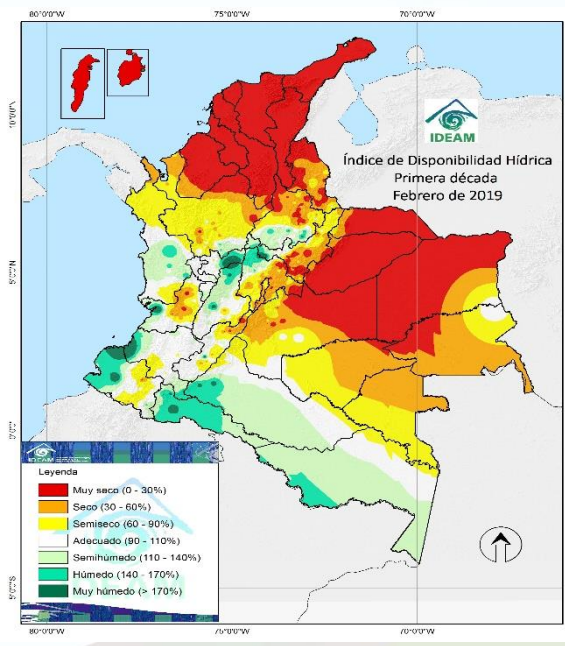 80°0'0"W 75°0'0"W 70°0'0"W
10°0'0"N
IDEAM
Índice de Disponibilidad Hídrica
Primera década
Febrero de 2019
5°0'0"N
0°0'0"
IDEAM
Leyenda
Muy seco (0 - 30%)
Seco (30 - 60%)
Semiseco (60 - 90%)
Adecuado (90 - 110%)
Semihúmedo (110 - 140%)
Húmedo (140 - 170%)
Muy húmedo (> 170%)
5°0'0"S
80°0'0"W 75°0'0"W 70°0'0"W